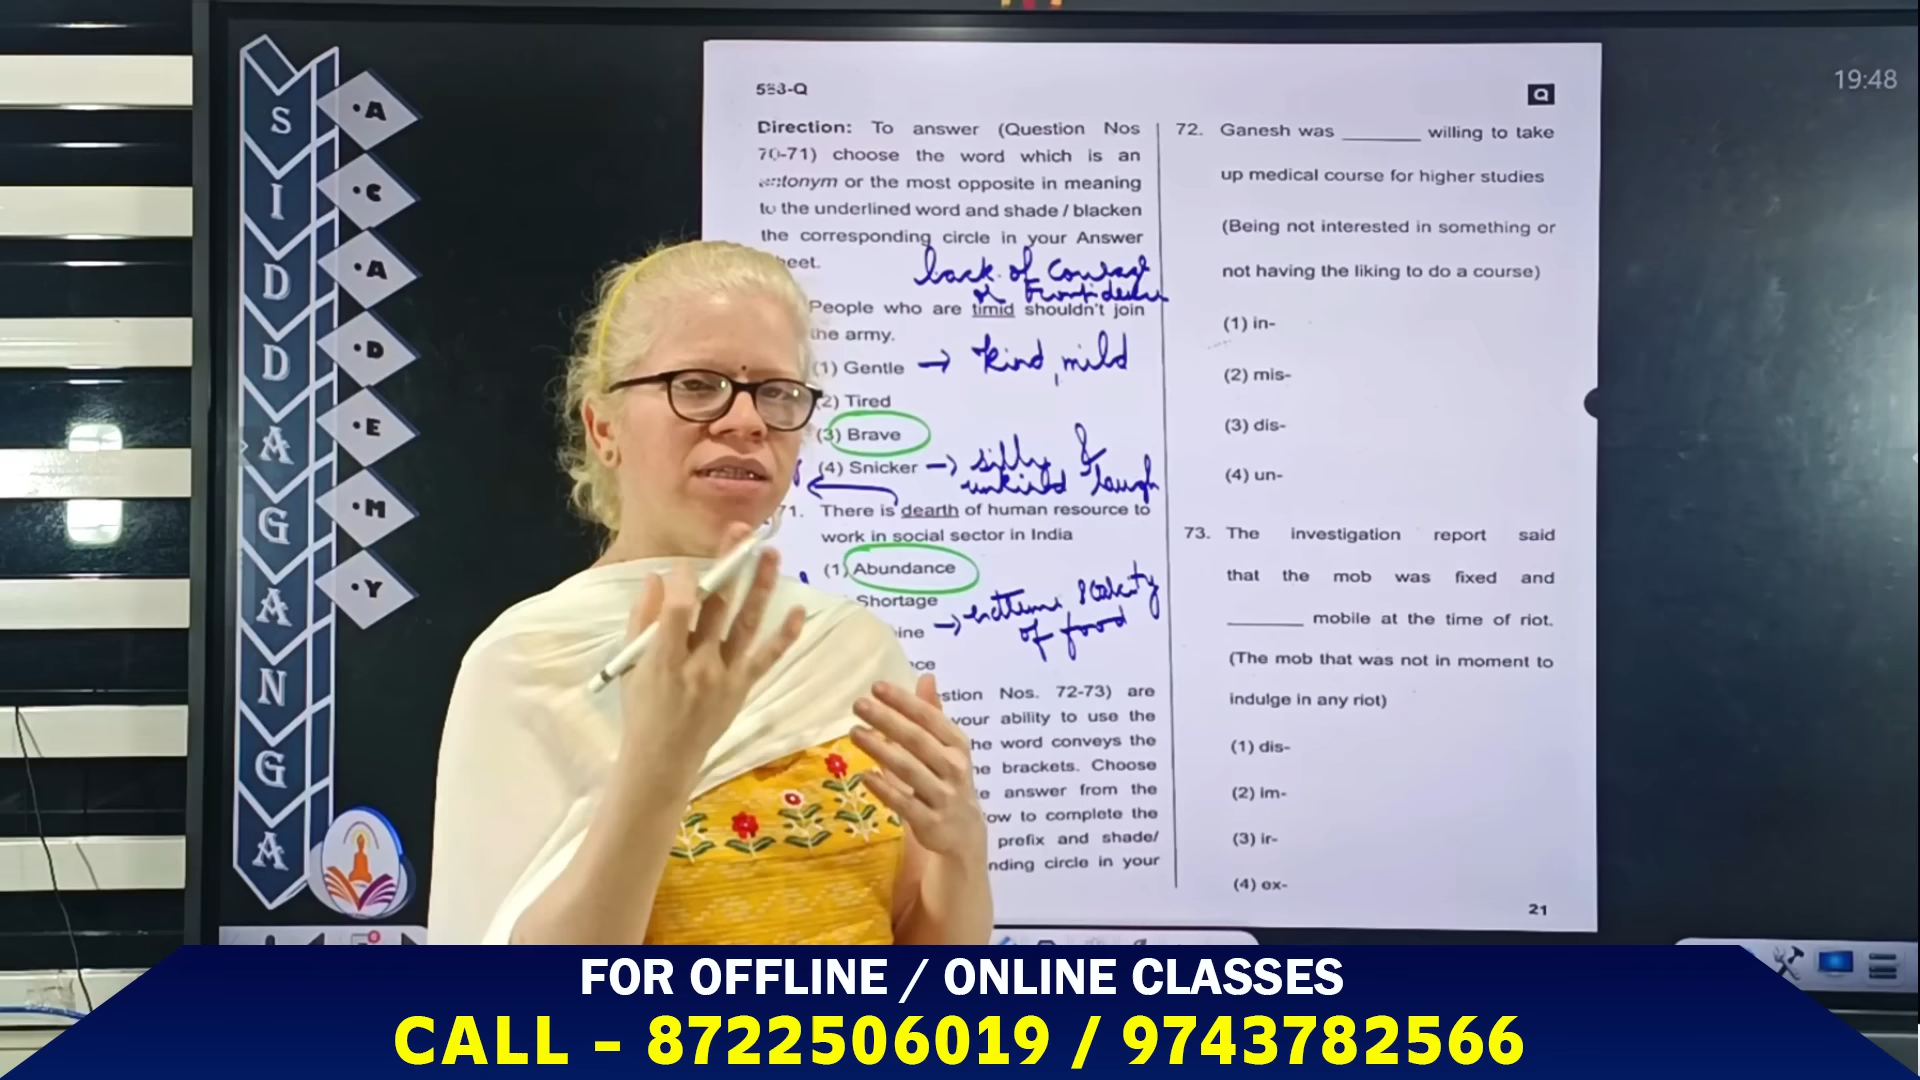 19:48
SIDDAGANGA
•A
•C
•A
•D
•E
•M
•Y
583-Q
Q
Direction: To answer (Question Nos
70-71) choose the word which is an
antonym or the most opposite in meaning
to the underlined word and shade / blacken
the corresponding circle in your Answer
lack of Courage
or
People who are timid shouldn't join
the army.
(1) Gentle → kind, mild
(2) Tired
(3) Brave
(4) Snicker → silly &
unkind laugh
71. There is dearth of human resource to
work in social sector in India
(1) Abundance
Shortage
→ extreme scarcity
of food
Nos. 72-73) are
your ability to use the
word conveys the
brackets. Choose
answer from the
to complete the
prefix and shade/
circle in your
72. Ganesh was ________ willing to take
up medical course for higher studies
(Being not interested in something or
not having the liking to do a course)
(1) in-
(2) mis-
(3) dis-
(4) un-
73. The investigation report said
that the mob was fixed and
________ mobile at the time of riot.
(The mob that was not in moment to
indulge in any riot)
(1) dis-
(2) im-
(3) ir-
(4) ex-
21
FOR OFFLINE / ONLINE CLASSES
CALL – 8722506019 / 9743782566